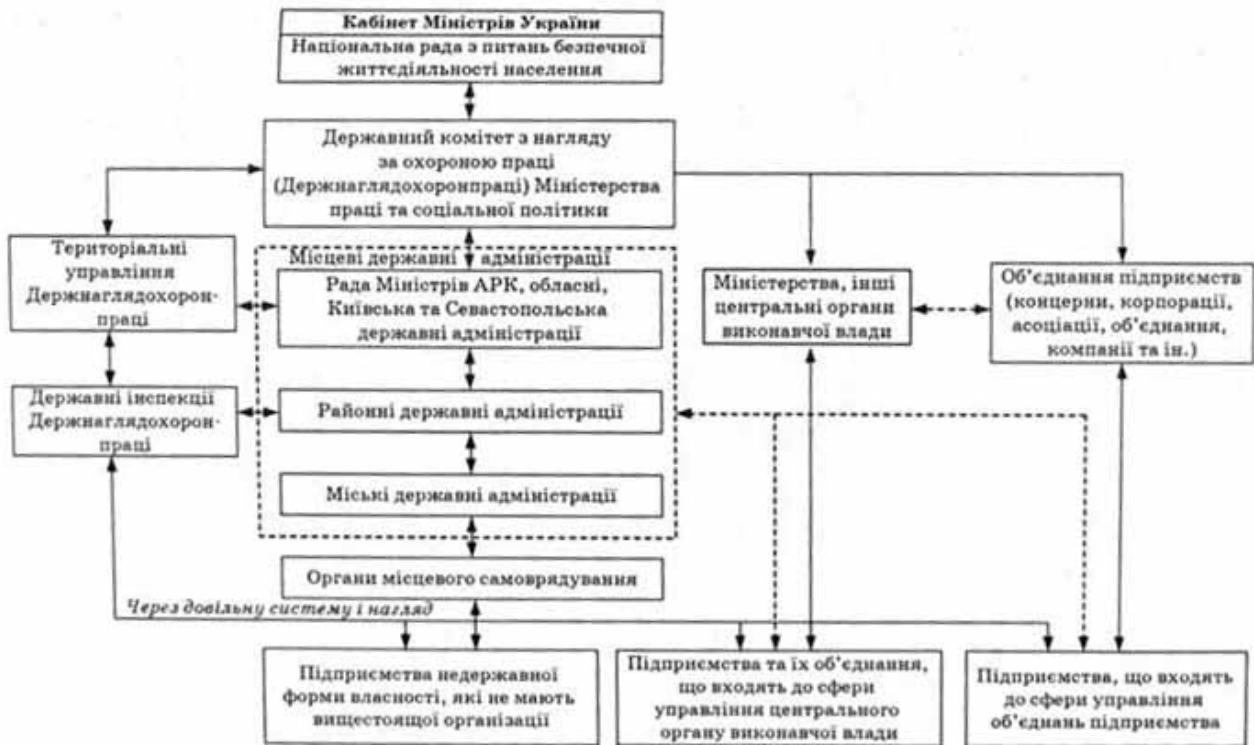 Кабінет Міністрів України
Національна рада з питань безпечної
життєдіяльності населення
Державний комітет з нагляду
за охороною праці
(Держнаглядохоронпраці) Міністерства
праці та соціальної політики
Територіальні
управління
Держнаглядохорон-
праці
Місцеві державні адміністрації
Рада Міністрів АРК, обласні,
Київська та Севастопольська
державні адміністрації
Міністерства, інші
центральні органи
виконавчої влади
Об'єднання підприємств
(концерни, корпорації,
асоціації, об'єднання,
компанії та ін.)
Державні інспекції
Держнаглядохорон-
праці
Районні державні адміністрації
Міські державні адміністрації
Органи місцевого самоврядування
Через довільну систему і нагляд
Підприємства недержавної
форми власності, які не мають
вищестоящої організації
Підприємства та їх об'єднання,
що входять до сфери
управління центрального
органу виконавчої влади
Підприємства, що входять
до сфери управління
об'єднань підприємства